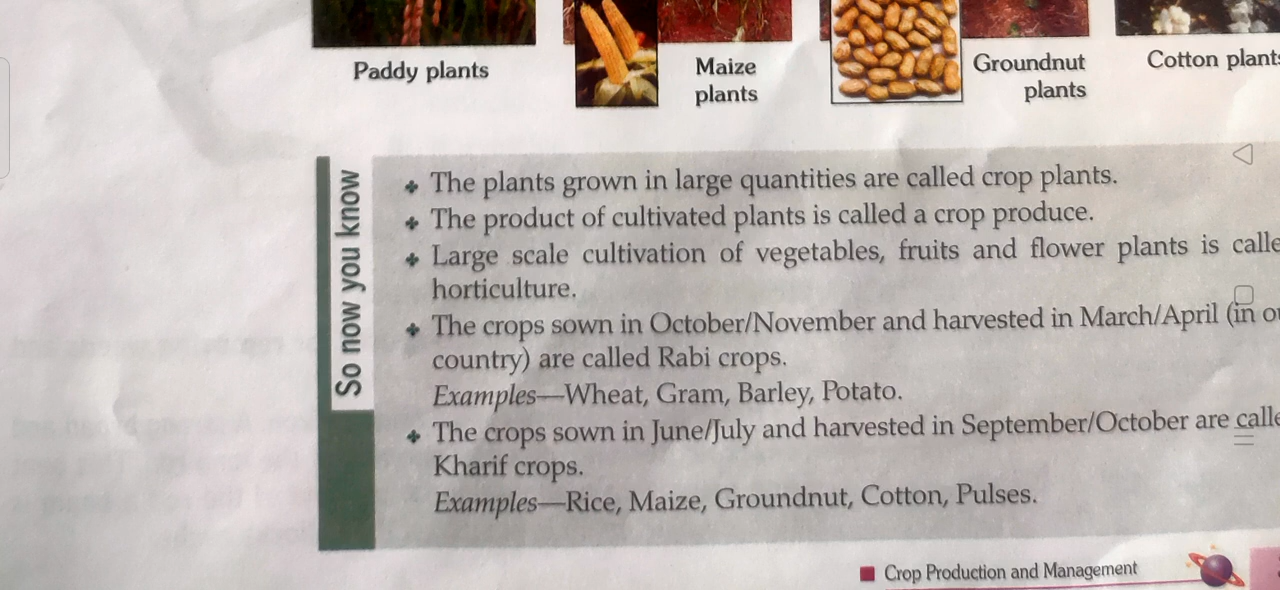 Paddy plants
Maize
plants
Groundnut
plants
Cotton plants
So now you know
The plants grown in large quantities are called crop plants.
The product of cultivated plants is called a crop produce.
Large scale cultivation of vegetables, fruits and flower plants is calle
horticulture.
The crops sown in October/November and harvested in March/April (in ou
country) are called Rabi crops.
Examples—Wheat, Gram, Barley, Potato.
The crops sown in June/July and harvested in September/October are calle
Kharif crops.
Examples—Rice, Maize, Groundnut, Cotton, Pulses.
Crop Production and Management